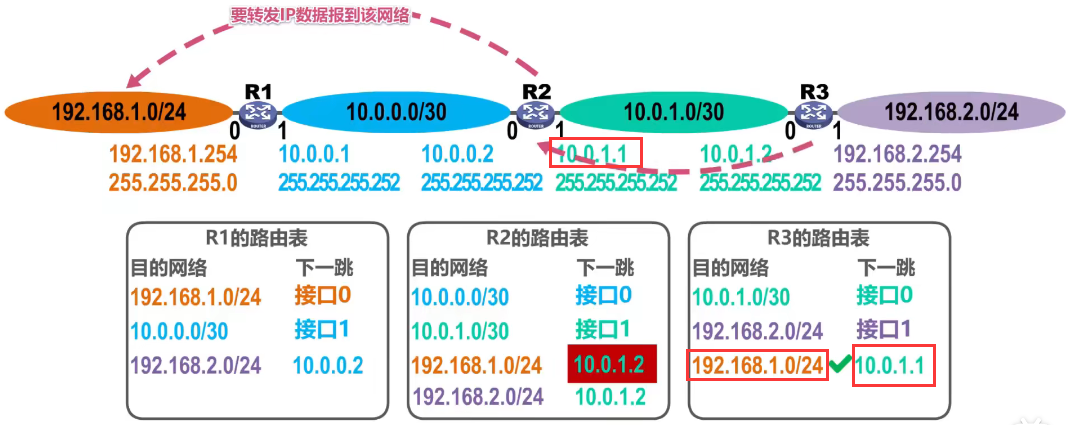 要转发IP数据报到该网络
R1 R2 R3
192.168.1.0/24 10.0.0.0/30 10.0.1.0/30 192.168.2.0/24
ROUTER ROUTER ROUTER
0 1 0 1 0 1
192.168.1.254 10.0.0.1 10.0.0.2 10.0.1.1 10.0.1.2 192.168.2.254
255.255.255.0 255.255.255.252 255.255.255.252 255.255.255.252 255.255.255.252 255.255.255.0
R1的路由表
目的网络 下一跳
192.168.1.0/24 接口0
10.0.0.0/30 接口1
192.168.2.0/24 10.0.0.2
R2的路由表
目的网络 下一跳
10.0.0.0/30 接口0
10.0.1.0/30 接口1
192.168.1.0/24 10.0.1.2
192.168.2.0/24 10.0.1.2
R3的路由表
目的网络 下一跳
10.0.1.0/30 接口0
192.168.2.0/24 接口1
192.168.1.0/24 10.0.1.1